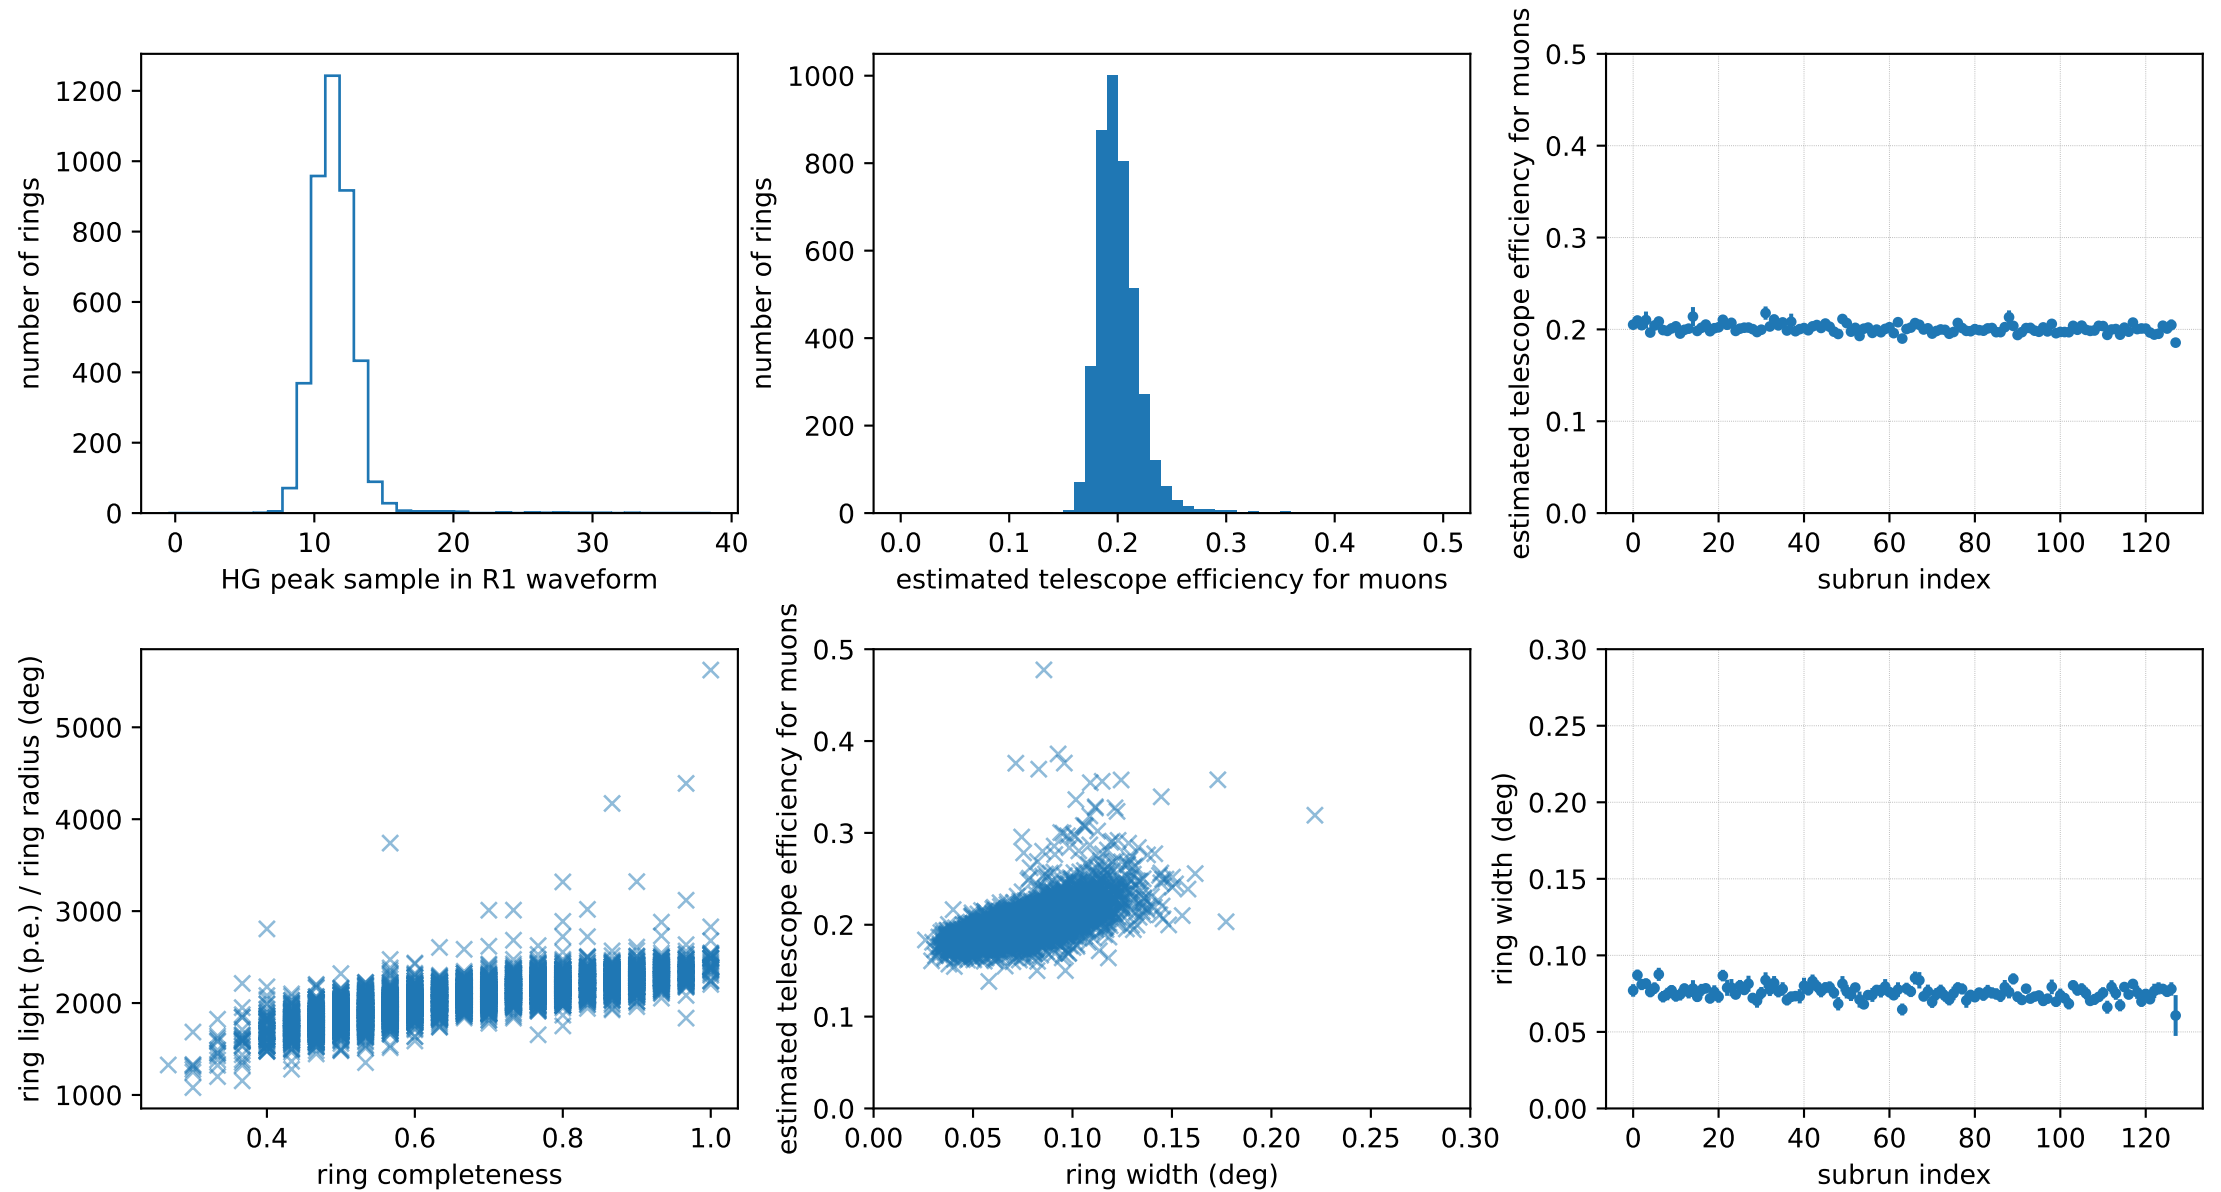 number of rings
1200
1000
800
600
400
200
0
0 10 20 30 40
HG peak sample in R1 waveform
number of rings
1000
800
600
400
200
0
0.0 0.1 0.2 0.3 0.4 0.5
estimated telescope efficiency for muons
estimated telescope efficiency for muons
0.5
0.4
0.3
0.2
0.1
0.0
0 20 40 60 80 100 120
subrun index
ring light (p.e.) / ring radius (deg)
5000
4000
3000
2000
1000
0.4 0.6 0.8 1.0
ring completeness
estimated telescope efficiency for muons
0.5
0.4
0.3
0.2
0.1
0.0
0.00 0.05 0.10 0.15 0.20 0.25 0.30
ring width (deg)
ring width (deg)
0.30
0.25
0.20
0.15
0.10
0.05
0.00
0 20 40 60 80 100 120
subrun index